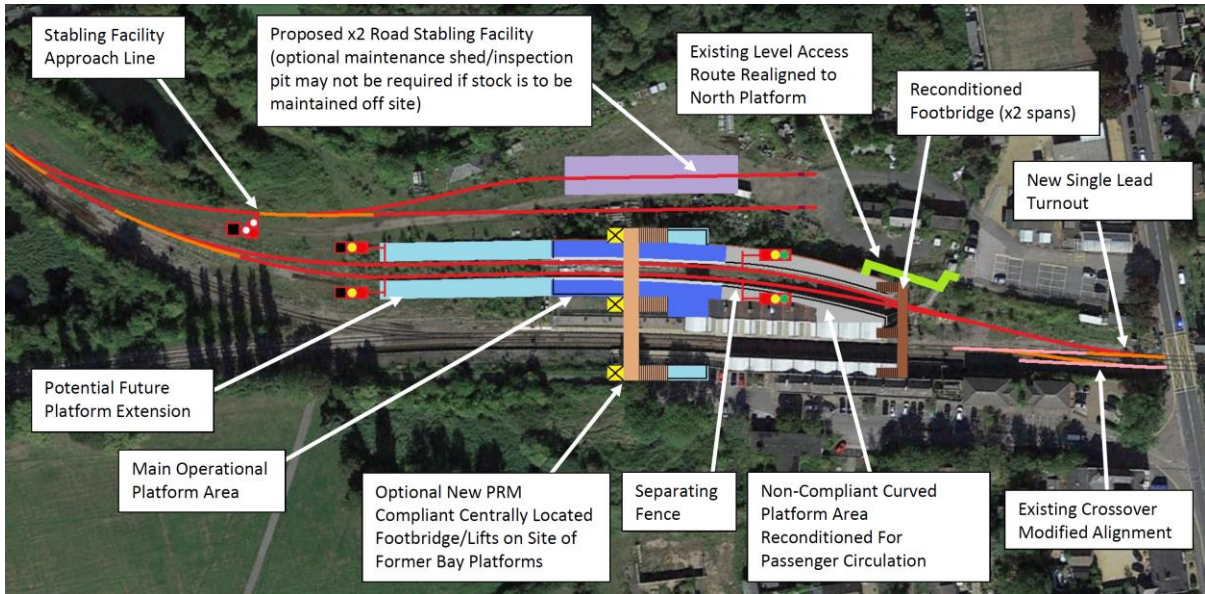 Stabling Facility
Approach Line
Proposed x2 Road Stabling Facility
(optional maintenance shed/inspection
pit may not be required if stock is to be
maintained off site)
Existing Level Access
Route Realigned to
North Platform
Reconditioned
Footbridge (x2 spans)
New Single Lead
Turnout
Potential Future
Platform Extension
Main Operational
Platform Area
Optional New PRM
Compliant Centrally Located
Footbridge/Lifts on Site of
Former Bay Platforms
Separating
Fence
Non-Compliant Curved
Platform Area
Reconditioned For
Passenger Circulation
Existing Crossover
Modified Alignment